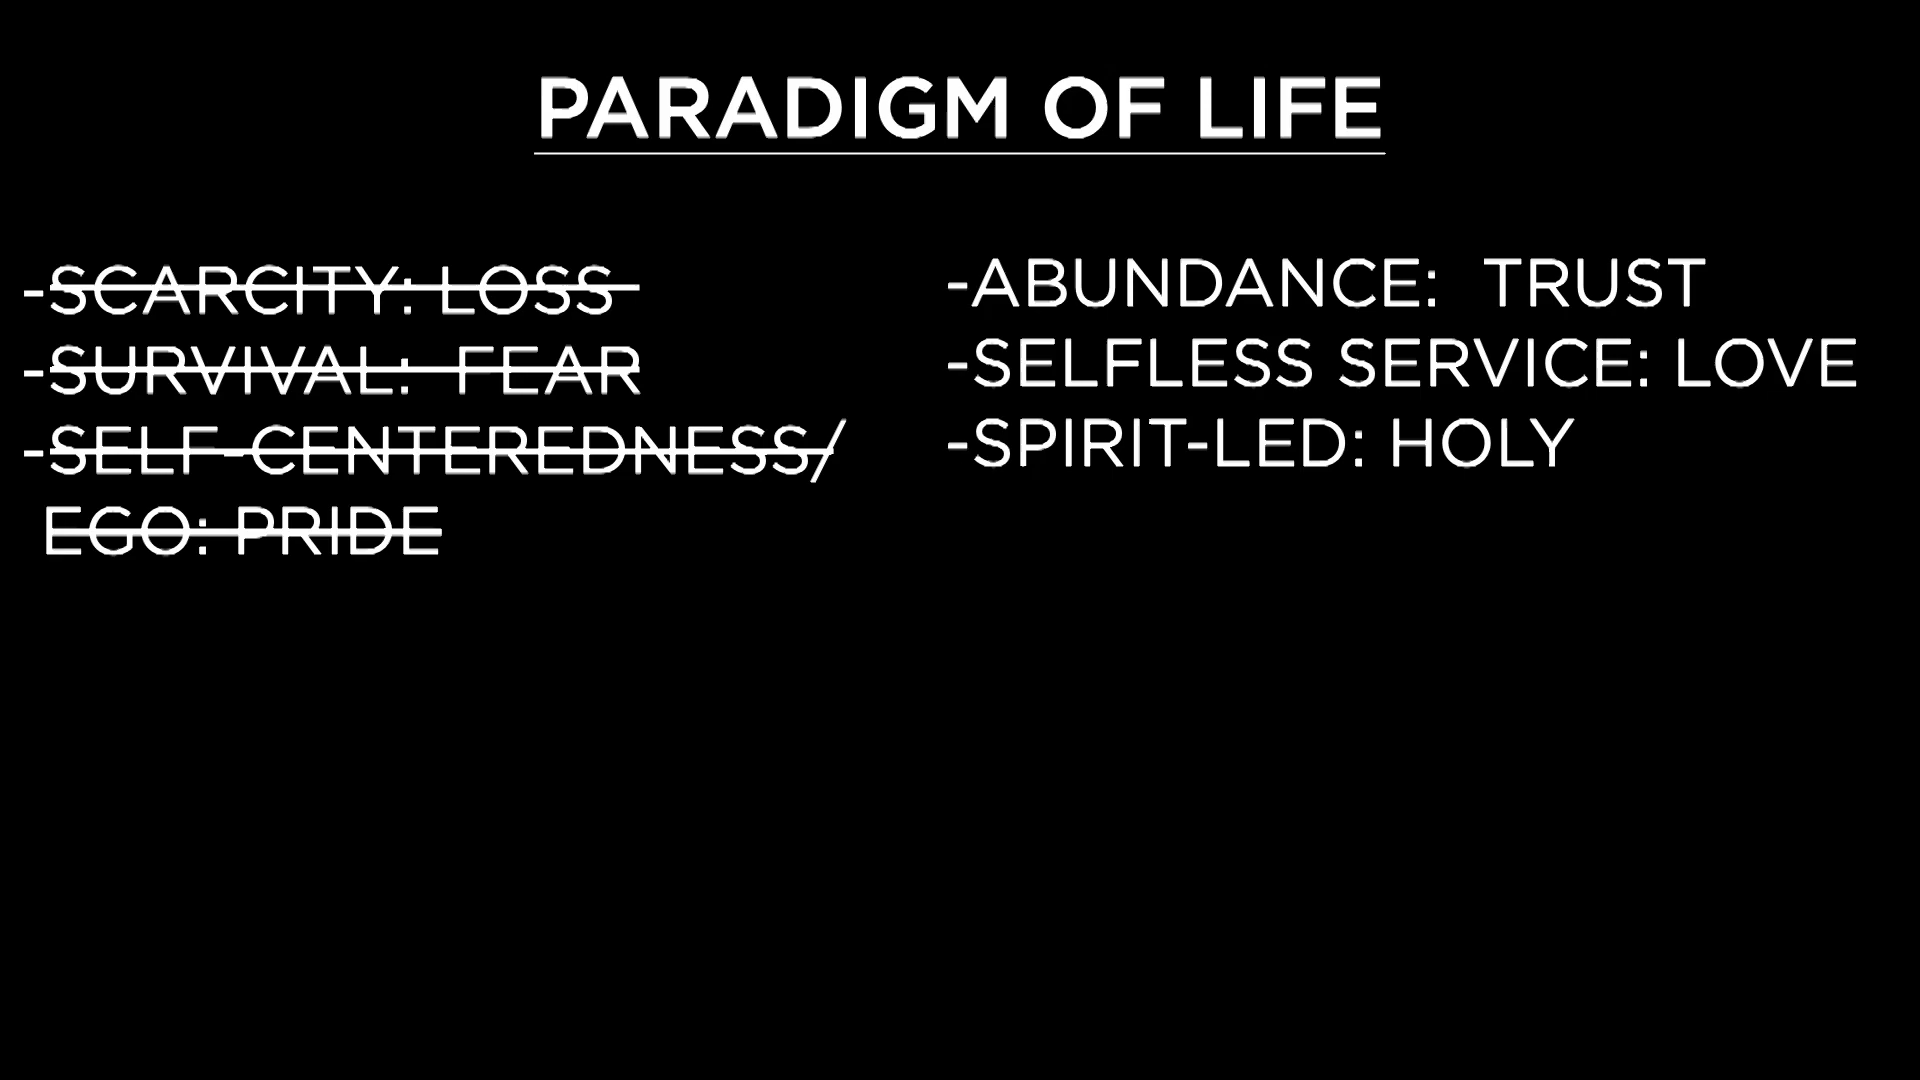 PARADIGM OF LIFE
-SCARCITY: LOSS
-SURVIVAL: FEAR
-SELF-CENTEREDNESS/
EGO: PRIDE
-ABUNDANCE: TRUST
-SELFLESS SERVICE: LOVE
-SPIRIT-LED: HOLY